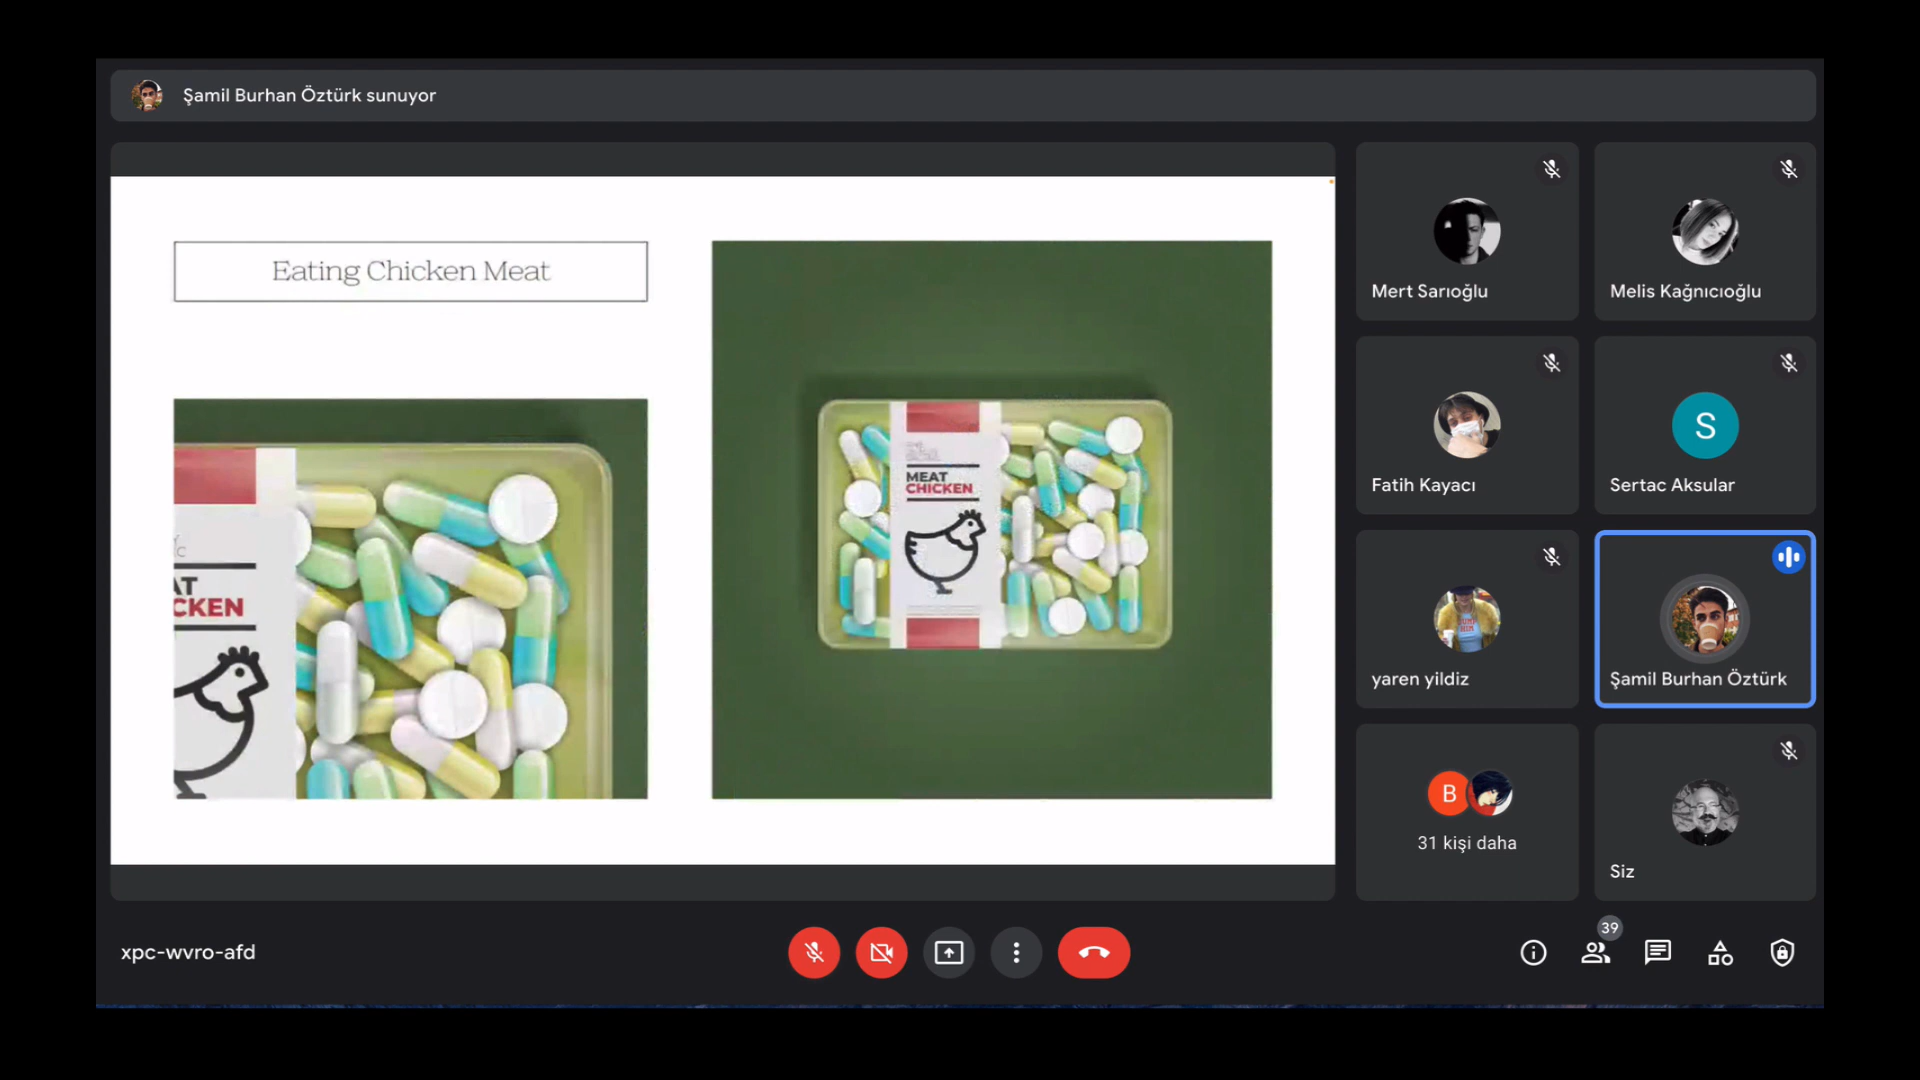 Şamil Burhan Öztürk sunuyor
Eating Chicken Meat
AT
CKEN
MEAT
CHICKEN
Mert Sarıoğlu
Melis Kağnıcıoğlu
Fatih Kayacı
S
Sertac Aksular
yaren yildiz
Şamil Burhan Öztürk
B
31 kişi daha
Siz
xpc-wvro-afd
39